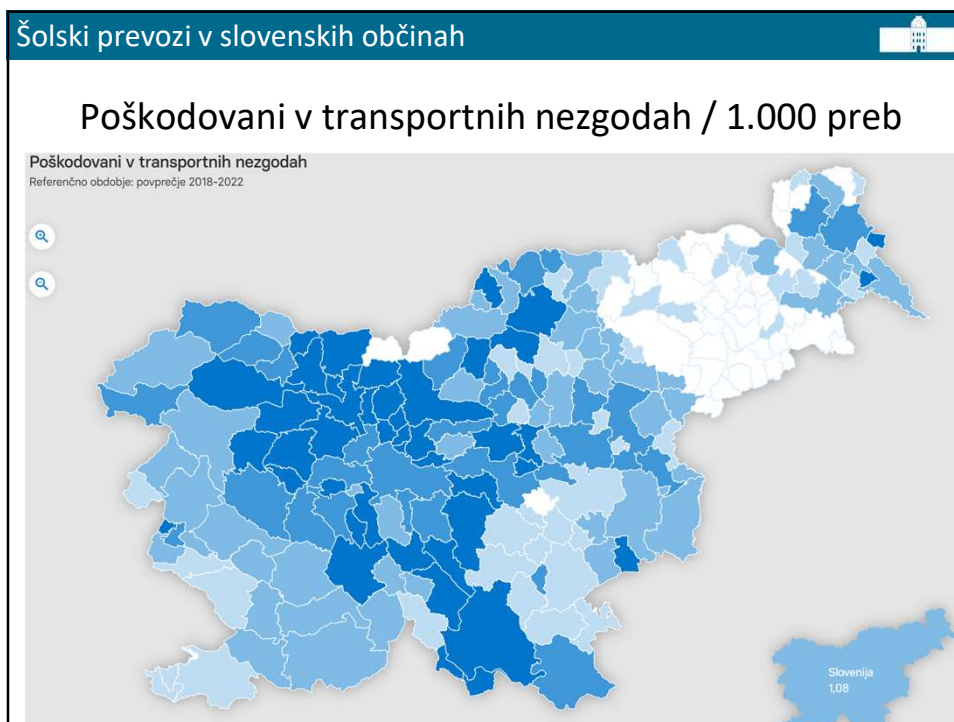 Šolski prevozi v slovenskih občinah
Poškodovani v transportnih nezgodah / 1.000 preb
Poškodovani v transportnih nezgodah
Referenčno obdobje: povprečje 2018-2022
Slovenija
1,08